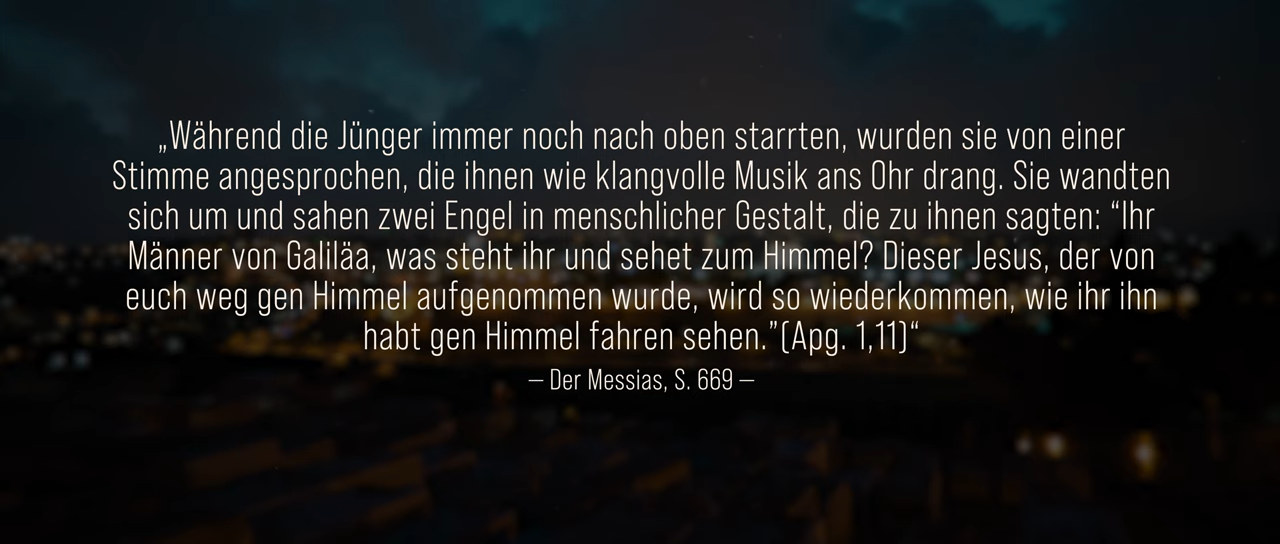 „Während die Jünger immer noch nach oben starrten, wurden sie von einer
Stimme angesprochen, die ihnen wie klangvolle Musik ans Ohr drang. Sie wandten
sich um und sahen zwei Engel in menschlicher Gestalt, die zu ihnen sagten: “Ihr
Männer von Galiläa, was steht ihr und sehet zum Himmel? Dieser Jesus, der von
euch weg gen Himmel aufgenommen wurde, wird so wiederkommen, wie ihr ihn
habt gen Himmel fahren sehen.”(Apg. 1,11)“
– Der Messias, S. 669 –